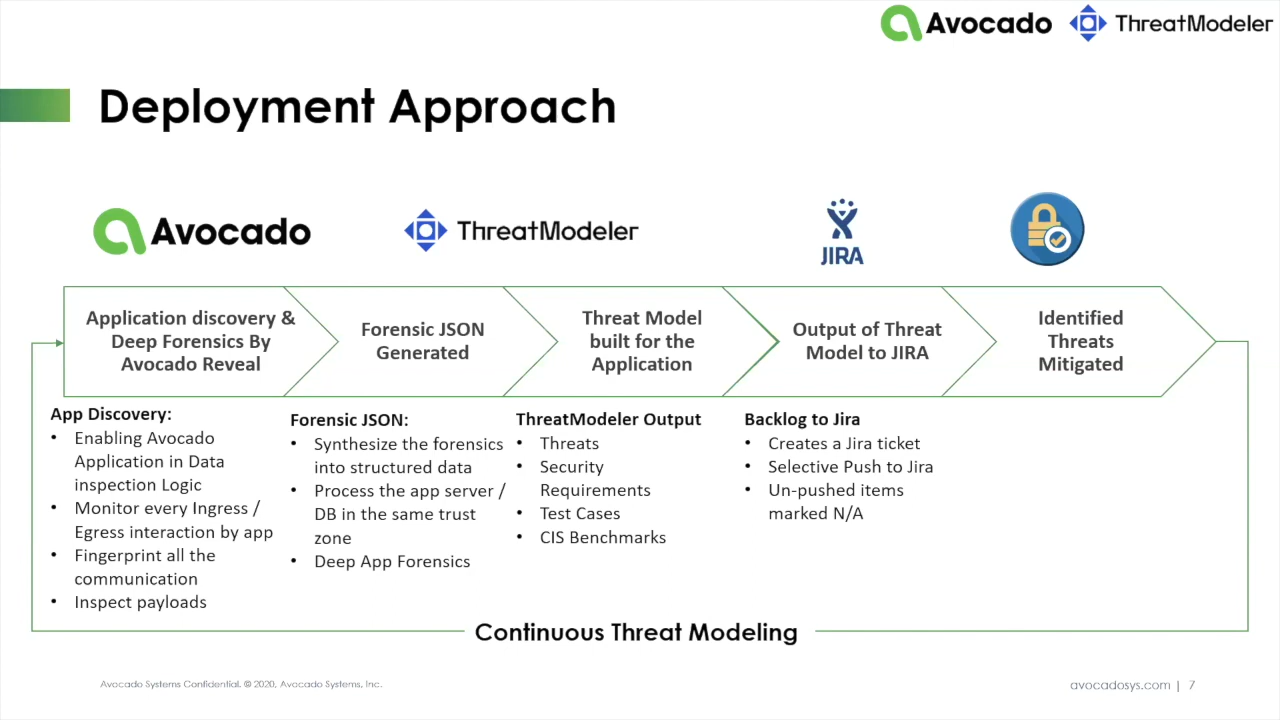 Avocado ThreatModeler
Deployment Approach
Avocado
ThreatModeler
JIRA
Application discovery &
Deep Forensics By
Avocado Reveal
Forensic JSON
Generated
Threat Model
built for the
Application
Output of Threat
Model to JIRA
Identified
Threats
Mitigated
App Discovery:
• Enabling Avocado
Application in Data
inspection Logic
• Monitor every Ingress /
Egress interaction by app
• Fingerprint all the
communication
• Inspect payloads
Forensic JSON:
• Synthesize the forensics
into structured data
• Process the app server /
DB in the same trust
zone
• Deep App Forensics
ThreatModeler Output
• Threats
• Security
Requirements
• Test Cases
• CIS Benchmarks
Backlog to Jira
• Creates a Jira ticket
• Selective Push to Jira
• Un-pushed items
marked N/A
Continuous Threat Modeling
Avocado Systems Confidential. © 2020, Avocado Systems, Inc.
avocadosys.com | 7